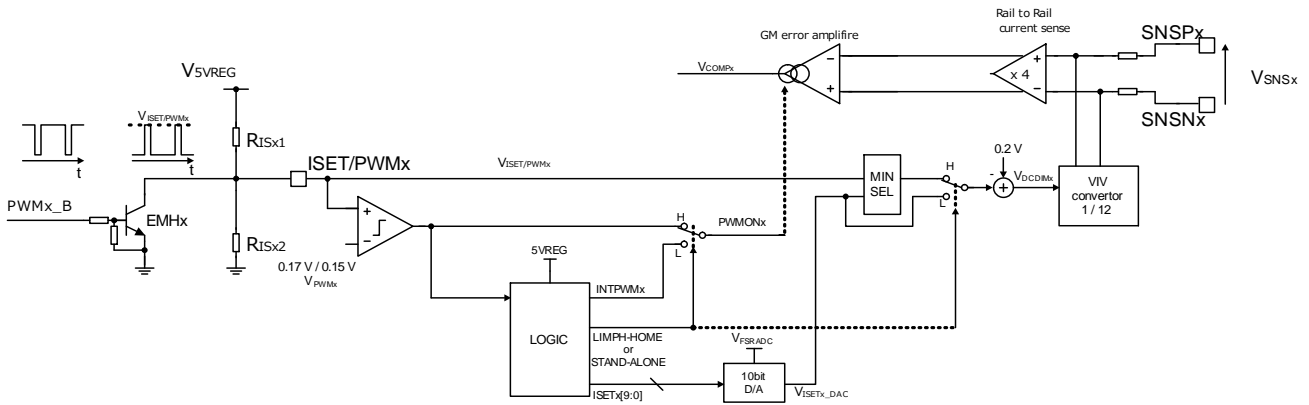 Rail to Rail
current sense
GM error amplifire
SNSPx
VCOMPx
−
+
x 4
+
−
VSNSx
SNSNx
V5VREG
VISET/PWMx
RISx1
t
t
ISET/PWMx
VISET/PWMx
MIN
SEL
H
L
0.2 V
-
+
VDCDIMx
VIV
convertor
1 / 12
PWMx_B
EMHx
RISx2
+
−
0.17 V / 0.15 V
VPWMx
H
L
PWMONx
5VREG
LOGIC
INTPWMx
LIMPH-HOME
or
STAND-ALONE
ISETx[9:0]
VFSRADC
10bit
D/A
VISETx_DAC